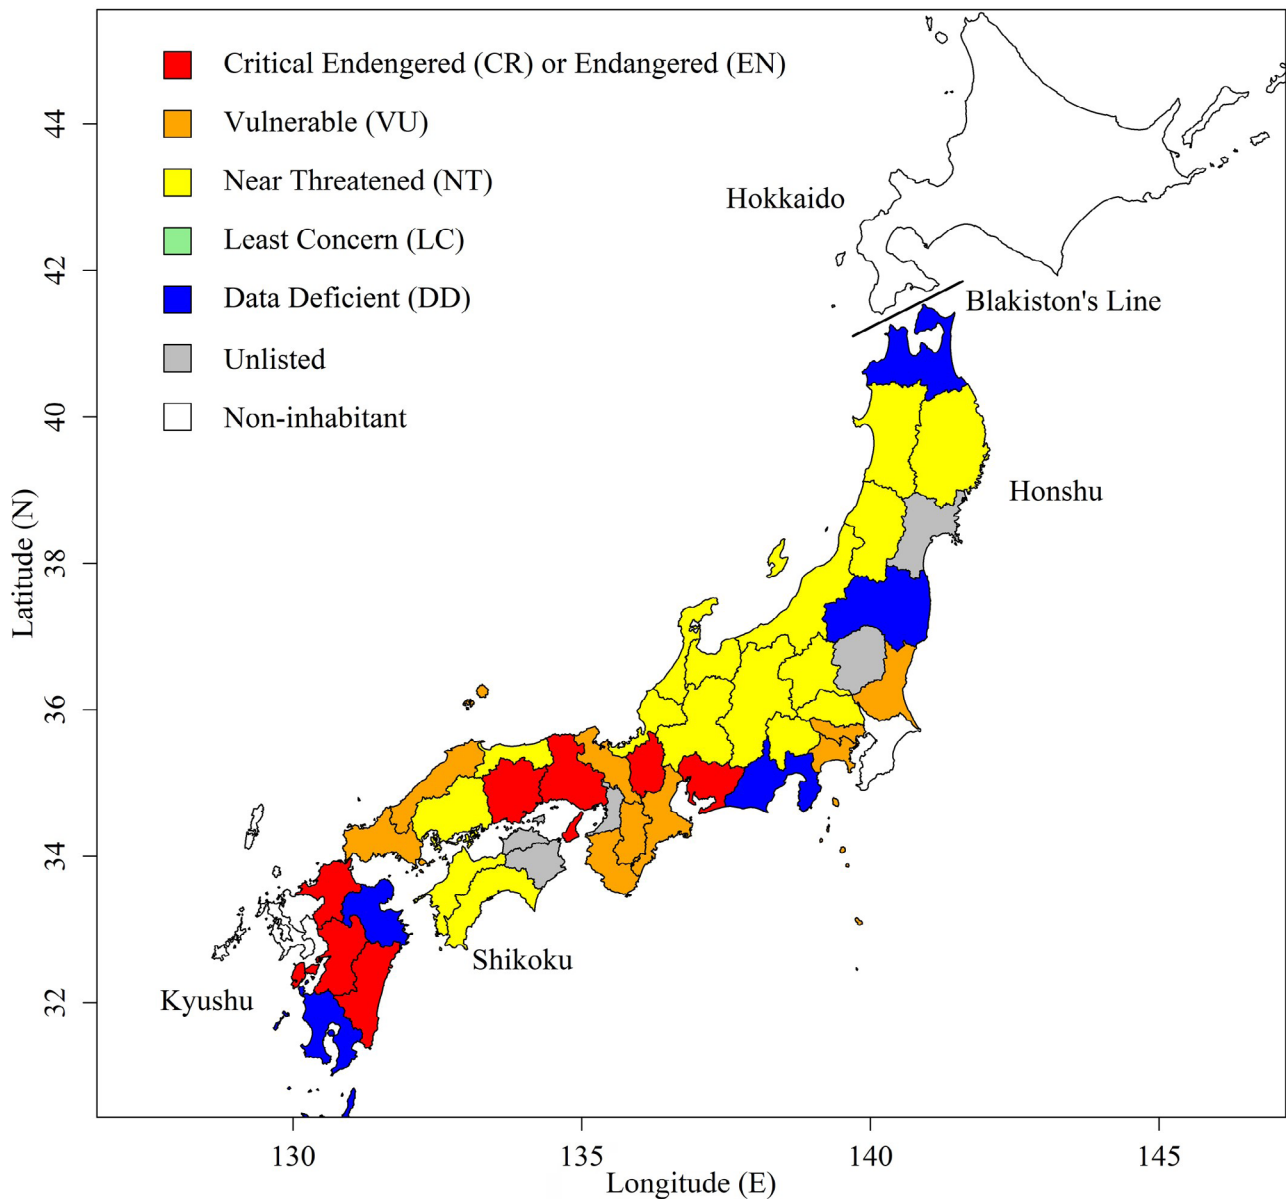 Critical Endengered (CR) or Endangered (EN)
Vulnerable (VU)
Near Threatened (NT)
Least Concern (LC)
Data Deficient (DD)
Unlisted
Non-inhabitant
Hokkaido
Blakiston's Line
Honshu
Shikoku
Kyushu
44
42
40
38
36
34
32
Latitude (N)
130
135
140
145
Longitude (E)